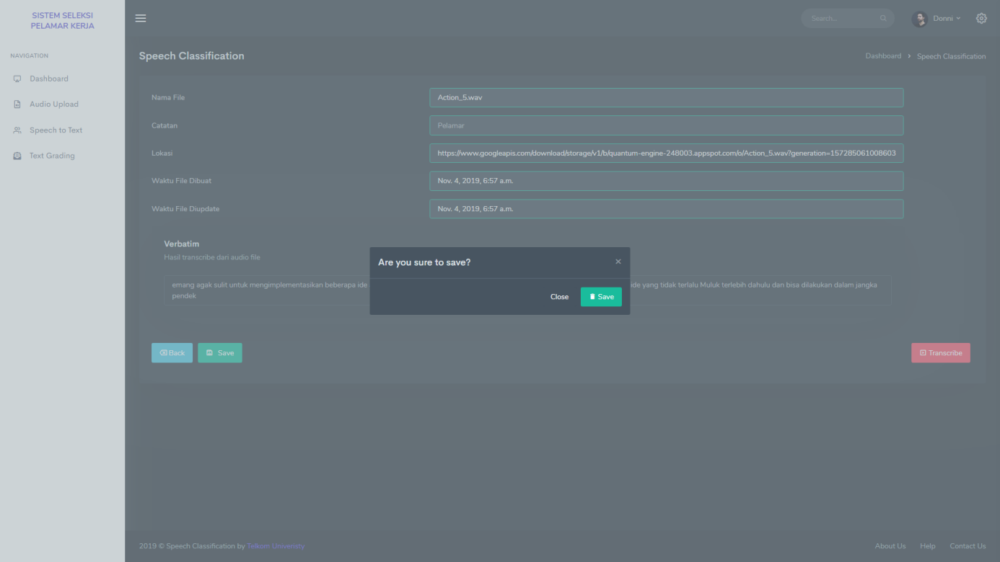 SISTEM SELEKSI
PELAMAR KERJA
Search...
Donni
NAVIGATION
Dashboard
Audio Upload
Speech to Text
Text Grading
Speech Classification
Dashboard > Speech Classification
Nama File
Action_5.wav
Catatan
Pelamar
Lokasi
https://www.googleapis.com/download/storage/v1/b/quantum-engine-248003.appspot.com/o/Action_5.wav?generation=157285061008603
Waktu File Dibuat
Nov. 4, 2019, 6:57 a.m.
Waktu File Diupdate
Nov. 4, 2019, 6:57 a.m.
Verbatim
Hasil transcribe dari audio file
emang agak sulit untuk mengimplementasikan beberapa ide
ide yang tidak terlalu Muluk terlebih dahulu dan bisa dilakukan dalam jangka
pendek
Are you sure to save?
×
Close
Save
Back
Save
Transcribe
2019 © Speech Classification by Telkom Univeristy
About Us
Help
Contact Us